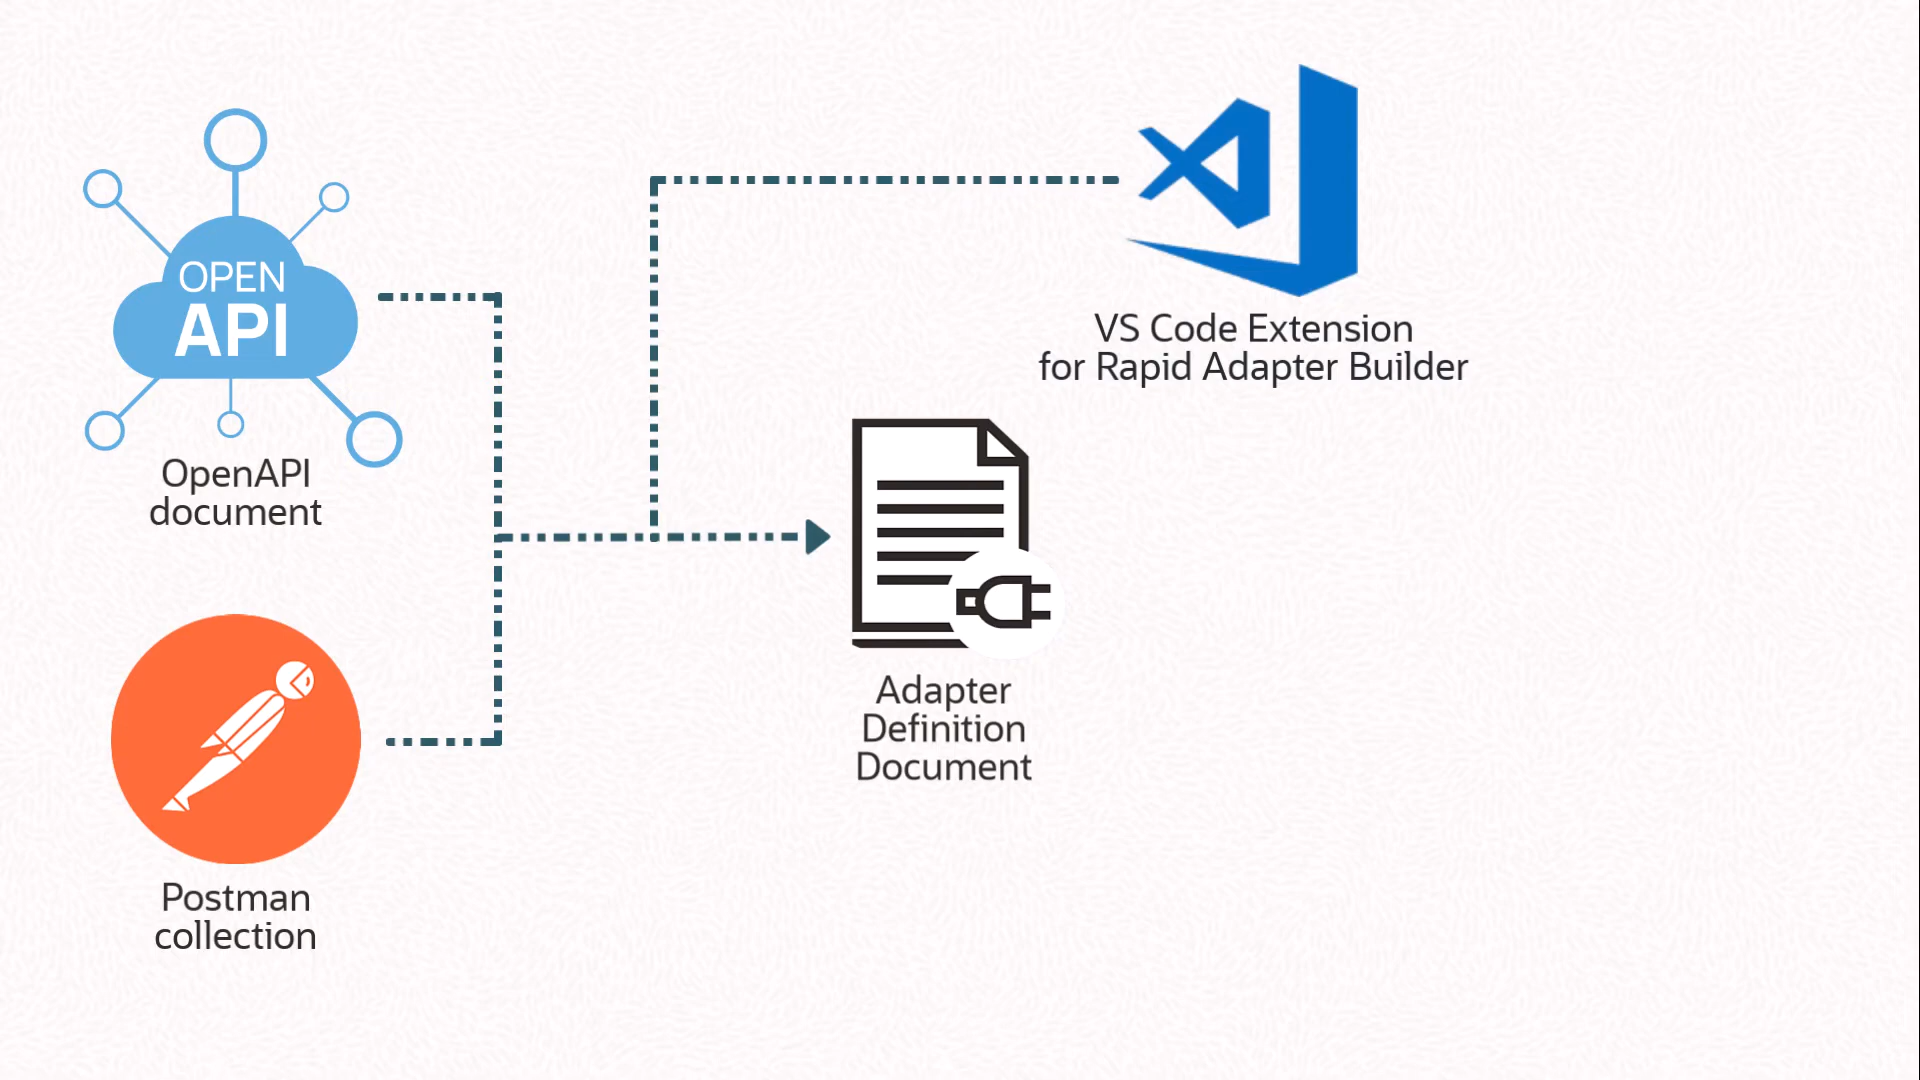 OPEN
API
OpenAPI
document
Postman
collection
VS Code Extension
for Rapid Adapter Builder
Adapter
Definition
Document